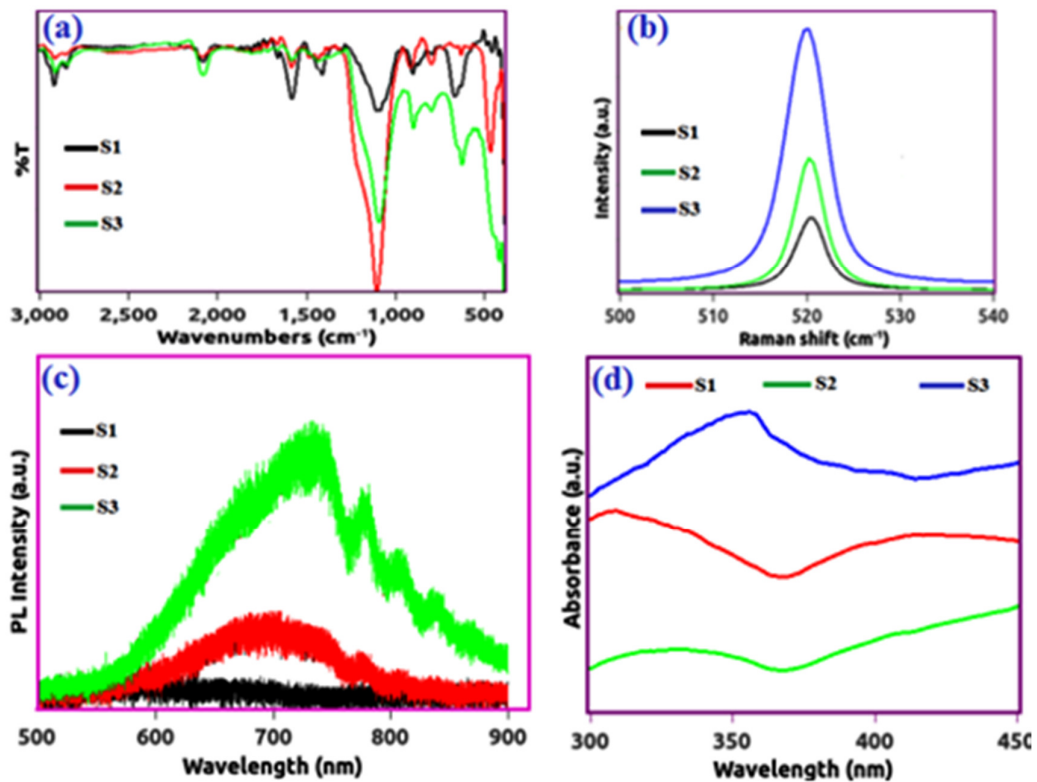 (a)
%T
S1
S2
S3
3,000 2,500 2,000 1,500 1,000 500
Wavenumbers (cm⁻¹)
(b)
Intensity (a.u.)
S1
S2
S3
500 510 520 530 540
Raman shift (cm⁻¹)
(c)
PL Intensity (a.u.)
S1
S2
S3
500 600 700 800 900
Wavelength (nm)
(d)
S1 S2 S3
Absorbance (a.u.)
300 350 400 450
Wavelength (nm)